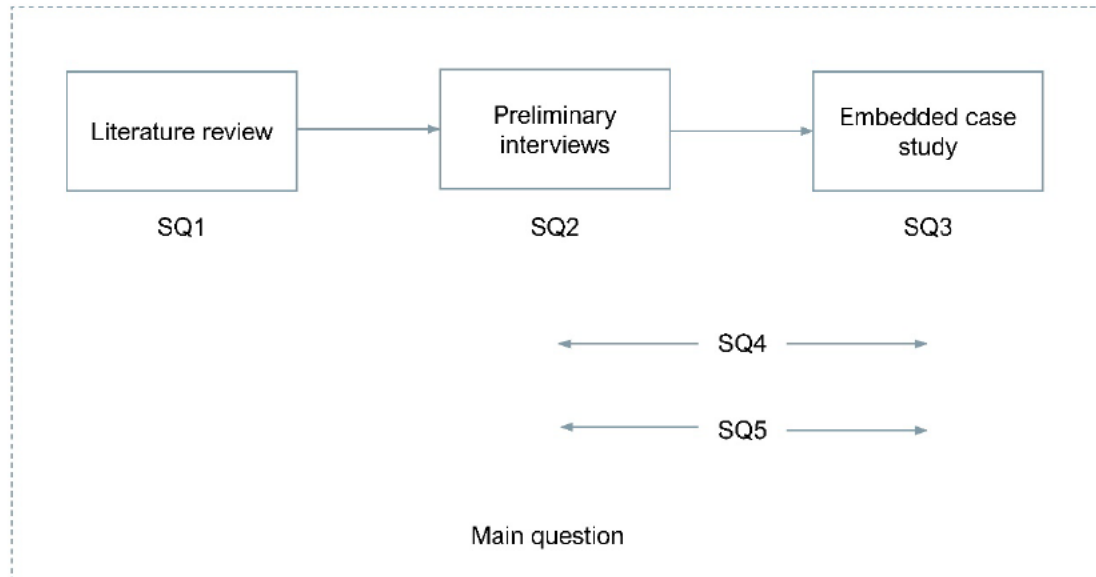 Literature review
Preliminary
interviews
Embedded case
study
SQ1
SQ2
SQ3
SQ4
SQ5
Main question